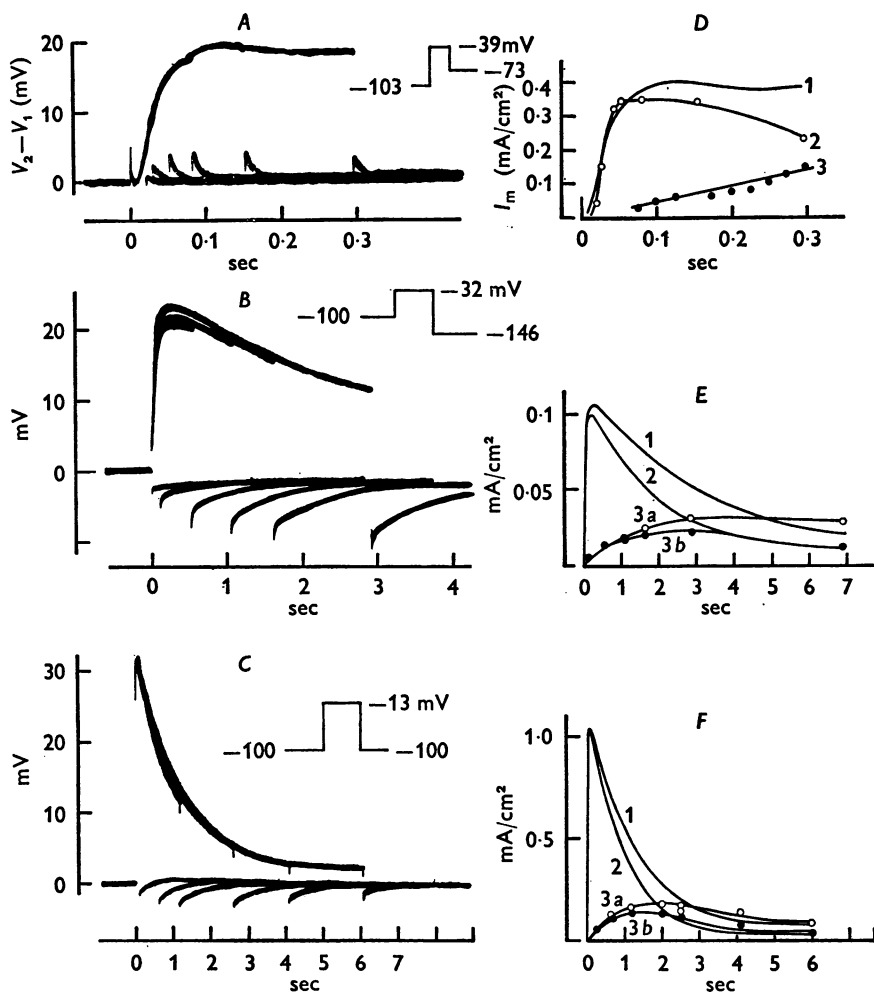 A
V₂—V₁ (mV)
20
10
0
−39mV
−103
−73
0
0·1
0·2
0·3
sec
D
Iₘ (mA/cm²)
0·4
0·3
0·2
0·1
1
2
3
0
0·1
0·2
0·3
sec
B
mV
20
10
0
−32 mV
−100
−146
0
1
2
3
4
sec
E
mA/cm²
0·1
0·05
1
2
3a
3b
0
1
2
3
4
5
6
7
sec
C
mV
30
20
10
0
−13 mV
−100
−100
0
1
2
3
4
5
6
7
sec
F
mA/cm²
1·0
0·5
1
2
3a
3b
0
1
2
3
4
5
6
sec